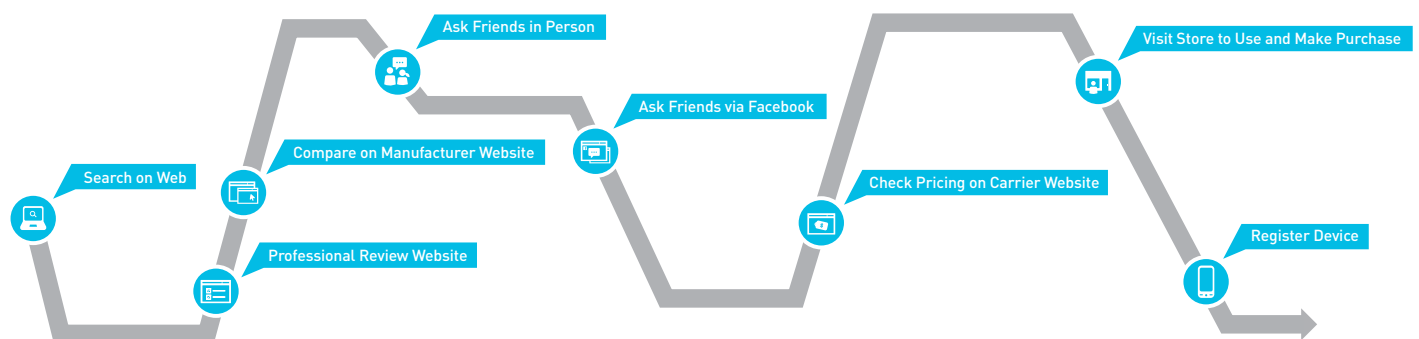 Search on Web
Professional Review Website
Compare on Manufacturer Website
Ask Friends in Person
Ask Friends via Facebook
Check Pricing on Carrier Website
Visit Store to Use and Make Purchase
Register Device